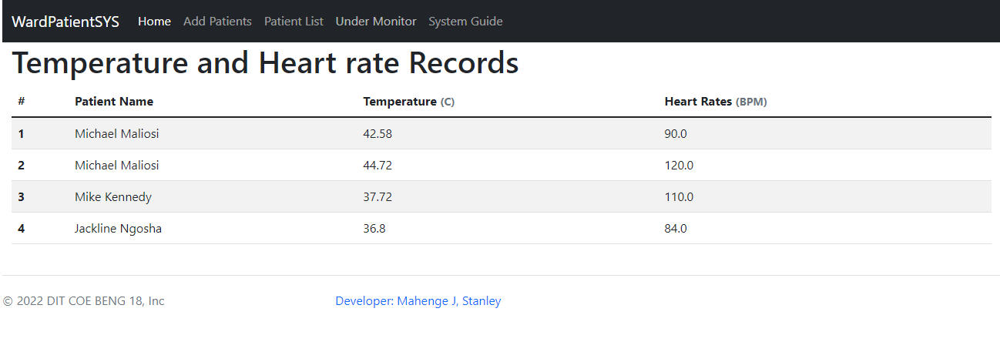 WardPatientSYS Home Add Patients Patient List Under Monitor System Guide
Temperature and Heart rate Records
# Patient Name Temperature (C) Heart Rates (BPM)
1 Michael Maliosi 42.58 90.0
2 Michael Maliosi 44.72 120.0
3 Mike Kennedy 37.72 110.0
4 Jackline Ngosha 36.8 84.0
© 2022 DIT COE BENG 18, Inc Developer: Mahenge J, Stanley